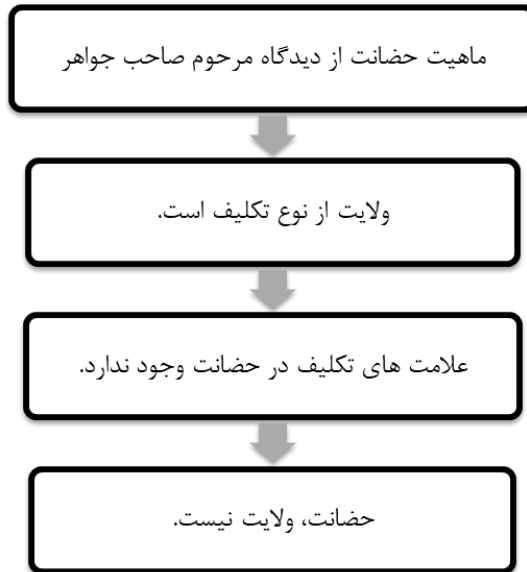 ماهیت حضانت از دیدگاه مرحوم صاحب جواهر
ولایت از نوع تکلیف است.
علامت های تکلیف در حضانت وجود ندارد.
حضانت، ولایت نیست.